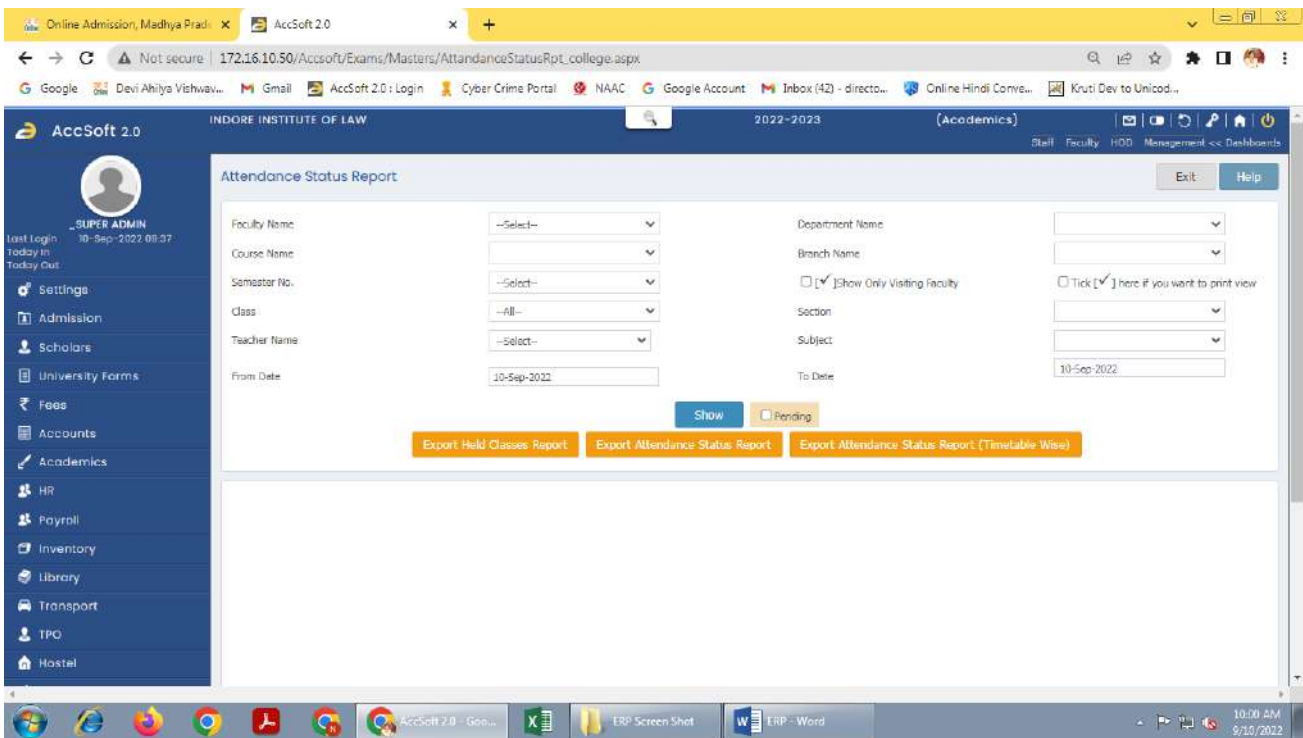 Online Admission, Madhya Prad
AccSoft 2.0
Not secure | 172.16.10.50/Accsoft/Exams/Masters/AttandanceStatusRpt_college.aspx
Google Devi Ahilya Vishwav... Gmail AccSoft 2.0 : Login Cyber Crime Portal NAAC Google Account Inbox (42) - directo... Online Hindi Conve... Kruti Dev to Unicod...
AccSoft 2.0
INDORE INSTITUTE OF LAW 2022-2023 (Academics)
Staff Faculty HOD Management << Dashboards
Attendance Status Report Exit Help
_SUPER ADMIN
Last Login 10-Sep-2022 09:37
Today In
Today Out
Settings
Admission
Scholars
University Forms
Fees
Accounts
Academics
HR
Payroll
Inventory
Library
Transport
TPO
Hostel
Faculty Name --Select-- Department Name
Course Name Branch Name
Semester No. --Select-- [✓ ]Show Only Visiting Faculty Tick [✓ ] here if you want to print view
Class --All-- Section
Teacher Name --Select-- Subject
From Date 10-Sep-2022 To Date 10-Sep-2022
Show Pending
Export Held Classes Report Export Attendance Status Report Export Attendance Status Report (Timetable Wise)
AccSoft 2.0 - Goo... ERP Screen Shot ERP - Word
10:00 AM
9/10/2022